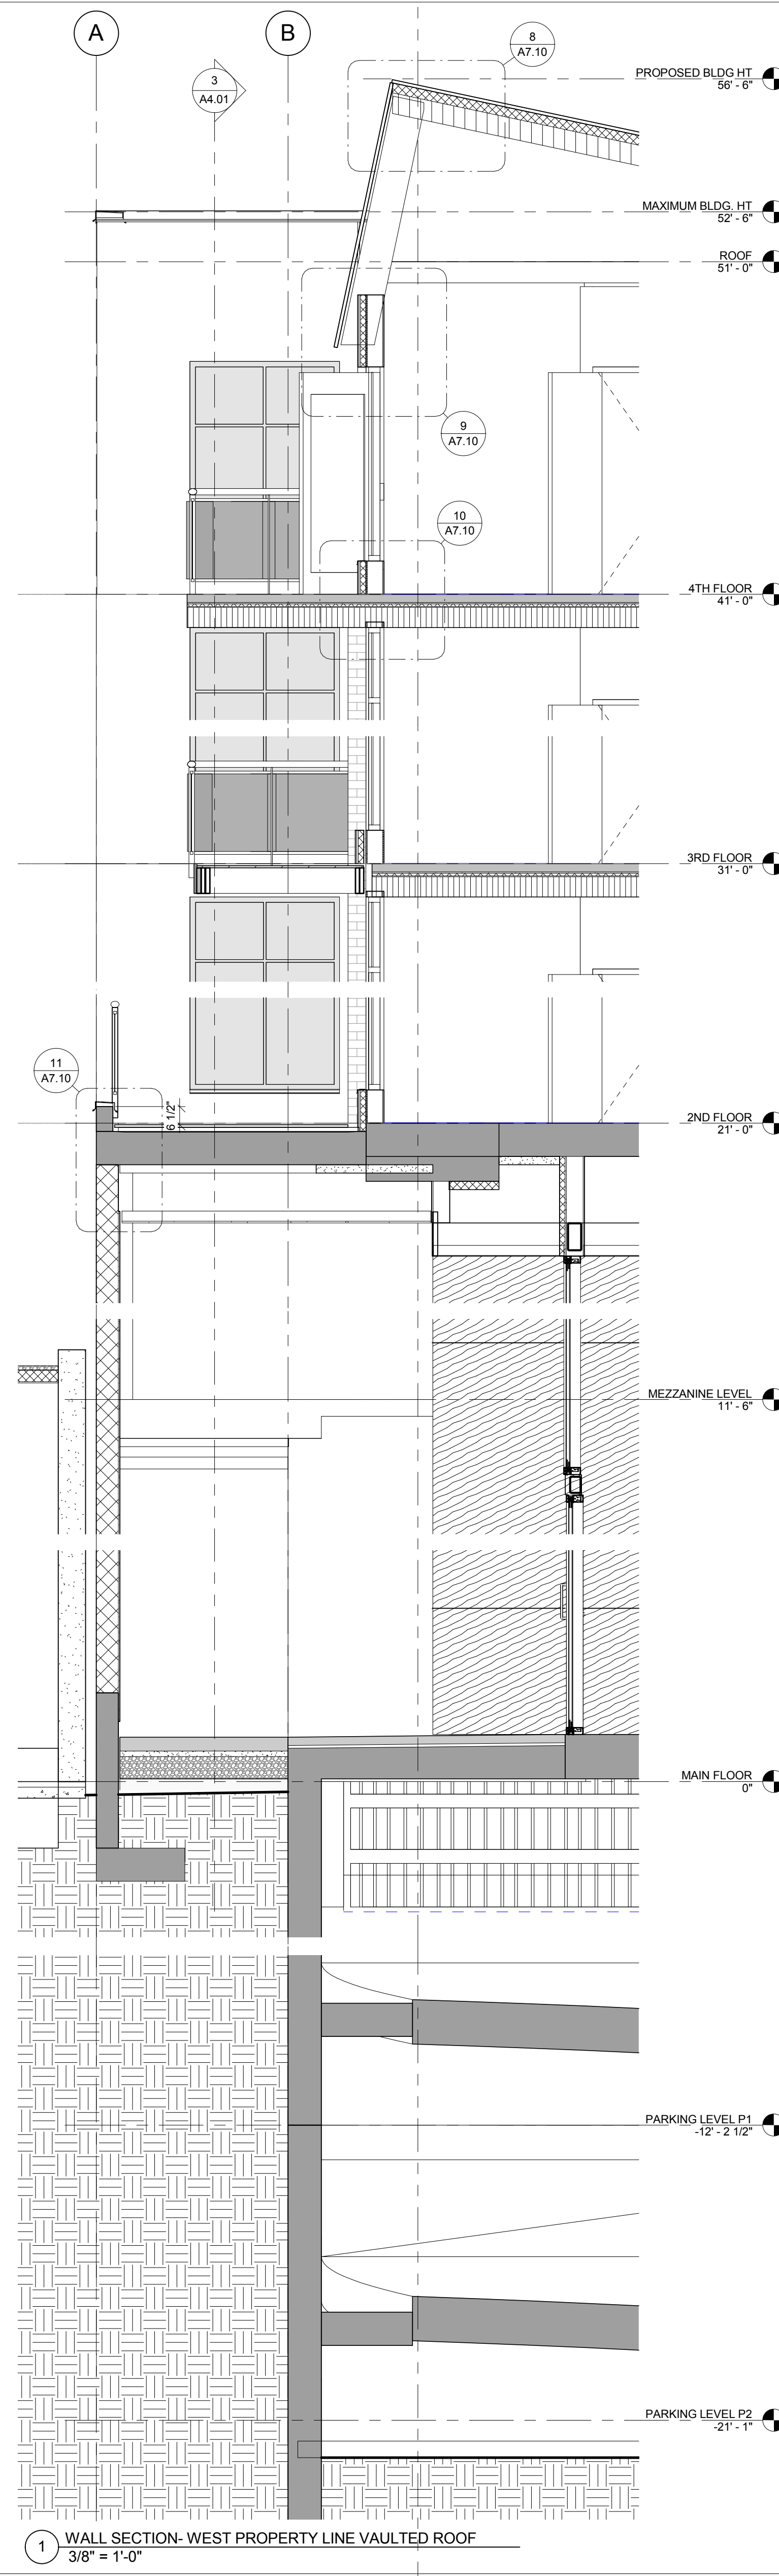 A
B
8
A7.10
3
A4.01
PROPOSED BLDG HT
56' - 6"
MAXIMUM BLDG. HT
52' - 6"
ROOF
51' - 0"
9
A7.10
10
A7.10
4TH FLOOR
41' - 0"
3RD FLOOR
31' - 0"
11
A7.10
6 1/2"
2ND FLOOR
21' - 0"
MEZZANINE LEVEL
11' - 6"
MAIN FLOOR
0"
PARKING LEVEL P1
-12' - 2 1/2"
PARKING LEVEL P2
-21' - 1"
1
WALL SECTION- WEST PROPERTY LINE VAULTED ROOF
3/8" = 1'-0"